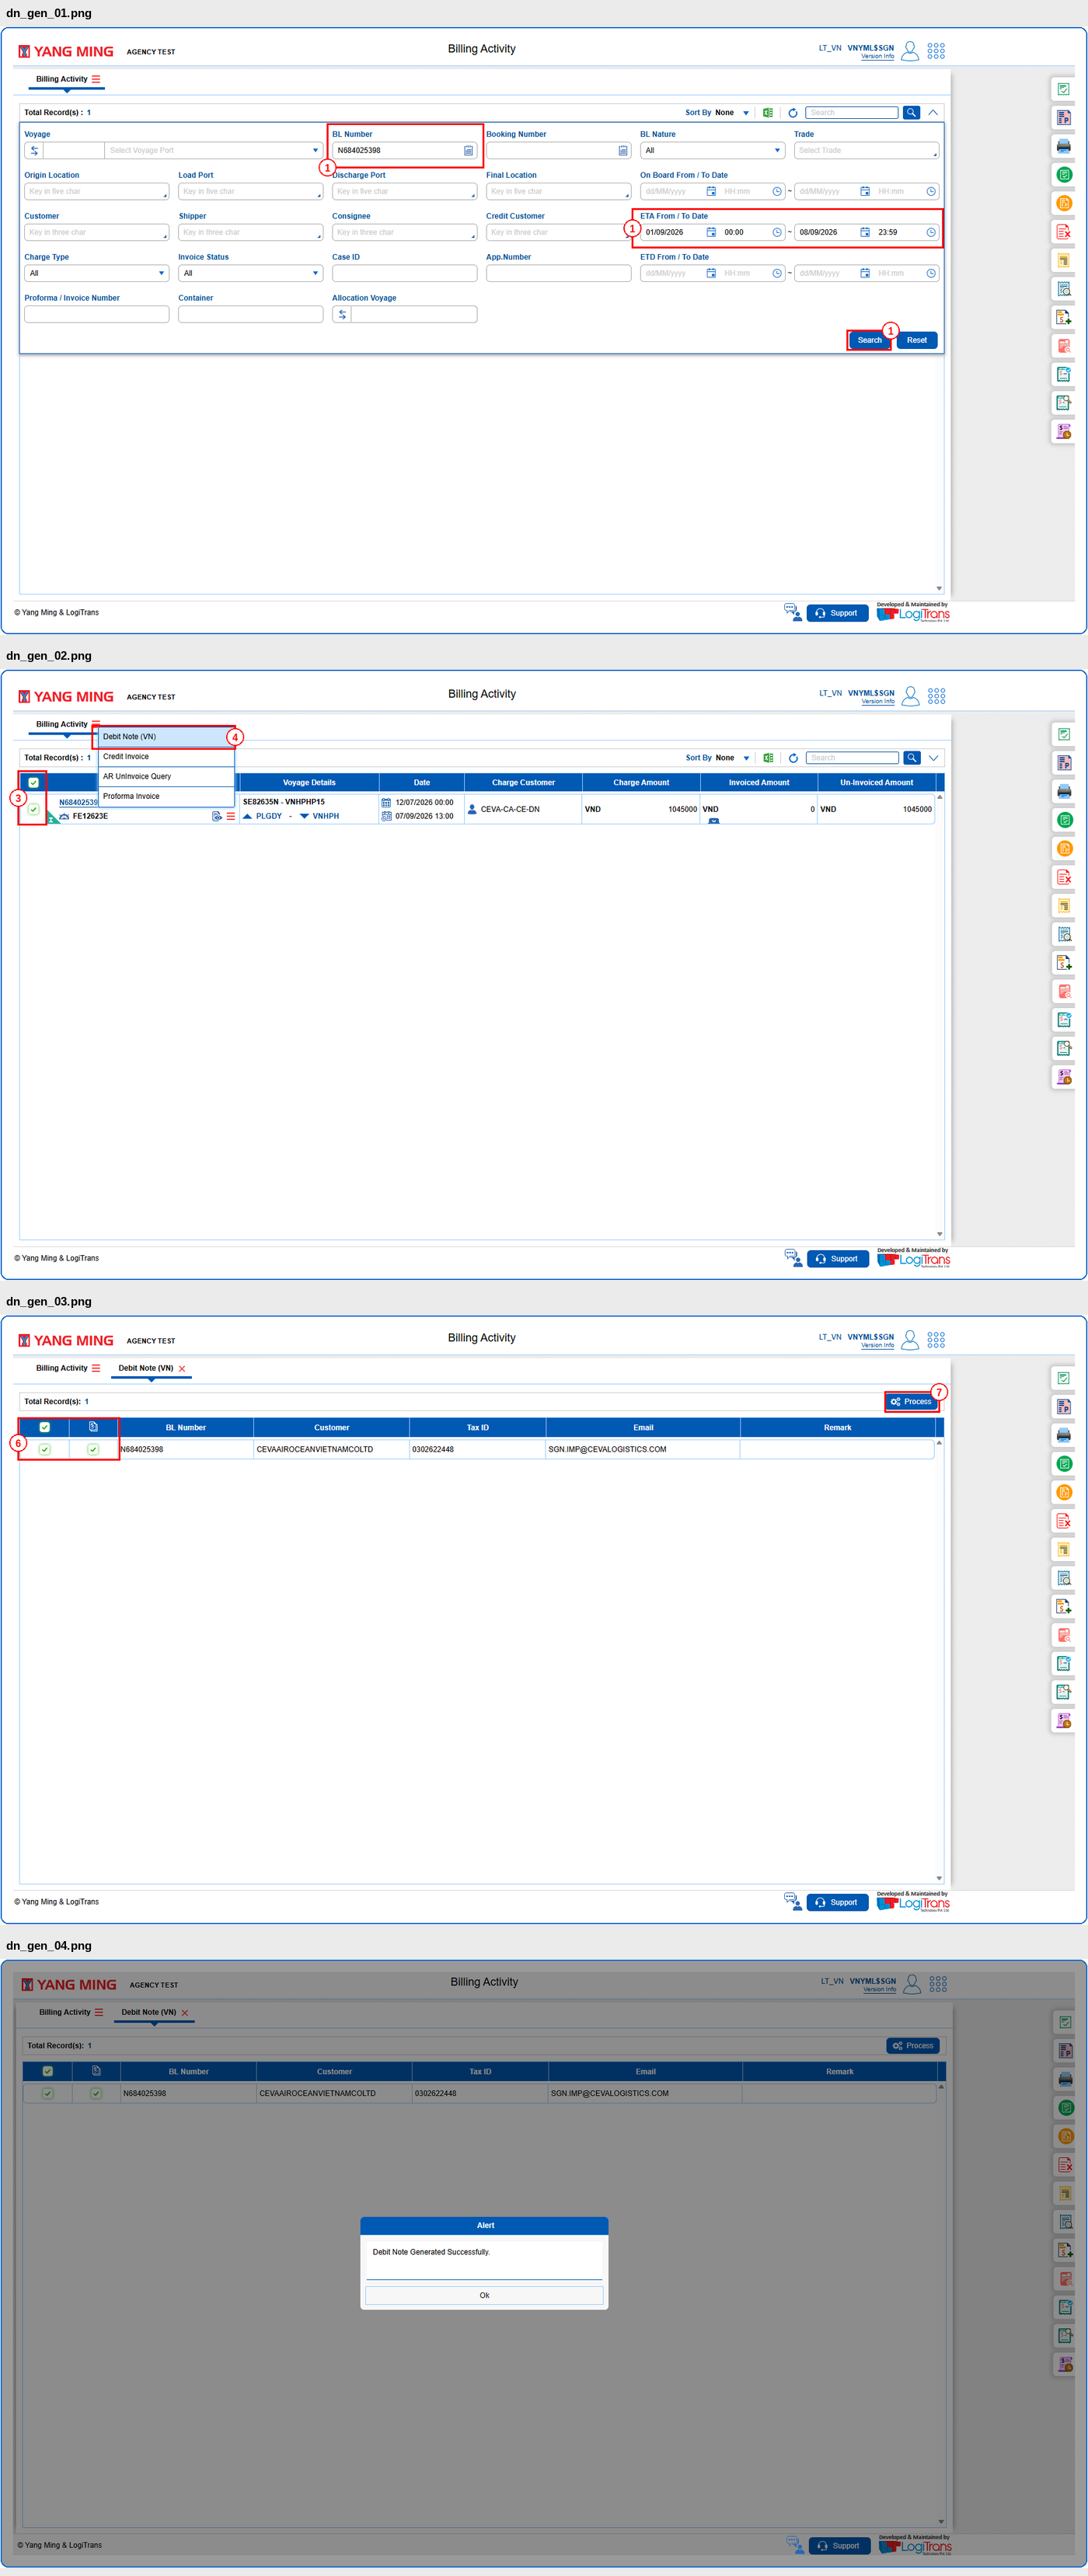 dn_gen_01.png
YANG MING AGENCY TEST
Billing Activity
LT_VN VNYML$SGN
Version Info
Billing Activity
Total Record(s) : 1
Sort By None
Search
Voyage
BL Number
Booking Number
BL Nature
Trade
Select Voyage Port
N684025398
All
Select Trade
1
Origin Location
Load Port
Discharge Port
Final Location
On Board From / To Date
Key in five char
Key in five char
Key in five char
Key in five char
dd/MM/yyyy HH:mm ~ dd/MM/yyyy HH:mm
Customer
Shipper
Consignee
Credit Customer
ETA From / To Date
Key in three char
Key in three char
Key in three char
Key in three char
1
01/09/2026 00:00 ~ 08/09/2026 23:59
Charge Type
Invoice Status
Case ID
App.Number
ETD From / To Date
All
All
dd/MM/yyyy HH:mm ~ dd/MM/yyyy HH:mm
Proforma / Invoice Number
Container
Allocation Voyage
1
Search
Reset
© Yang Ming & LogiTrans
Support
Developed & Maintained by
LogiTrans
dn_gen_02.png
YANG MING AGENCY TEST
Billing Activity
LT_VN VNYML$SGN
Version Info
Billing Activity
Debit Note (VN)
4
Credit Invoice
AR UnInvoice Query
Proforma Invoice
Total Record(s) : 1
Sort By None
Search
Voyage Details
Date
Charge Customer
Charge Amount
Invoiced Amount
Un-Invoiced Amount
3
N68402539
SE82635N - VNHPHP15
12/07/2026 00:00
CEVA-CA-CE-DN
VND 1045000
VND 0
VND 1045000
FE12623E
PLGDY - VNHPH
07/09/2026 13:00
© Yang Ming & LogiTrans
Support
Developed & Maintained by
LogiTrans
dn_gen_03.png
YANG MING AGENCY TEST
Billing Activity
LT_VN VNYML$SGN
Version Info
Billing Activity
Debit Note (VN)
Total Record(s): 1
7
Process
BL Number
Customer
Tax ID
Email
Remark
6
N684025398
CEVAAIROCEANVIETNAMCOLTD
0302622448
SGN.IMP@CEVALOGISTICS.COM
© Yang Ming & LogiTrans
Support
Developed & Maintained by
LogiTrans
dn_gen_04.png
YANG MING AGENCY TEST
Billing Activity
LT_VN VNYML$SGN
Version Info
Billing Activity
Debit Note (VN)
Total Record(s): 1
Process
BL Number
Customer
Tax ID
Email
Remark
N684025398
CEVAAIROCEANVIETNAMCOLTD
0302622448
SGN.IMP@CEVALOGISTICS.COM
Alert
Debit Note Generated Successfully.
Ok
© Yang Ming & LogiTrans
Support
Developed & Maintained by
LogiTrans